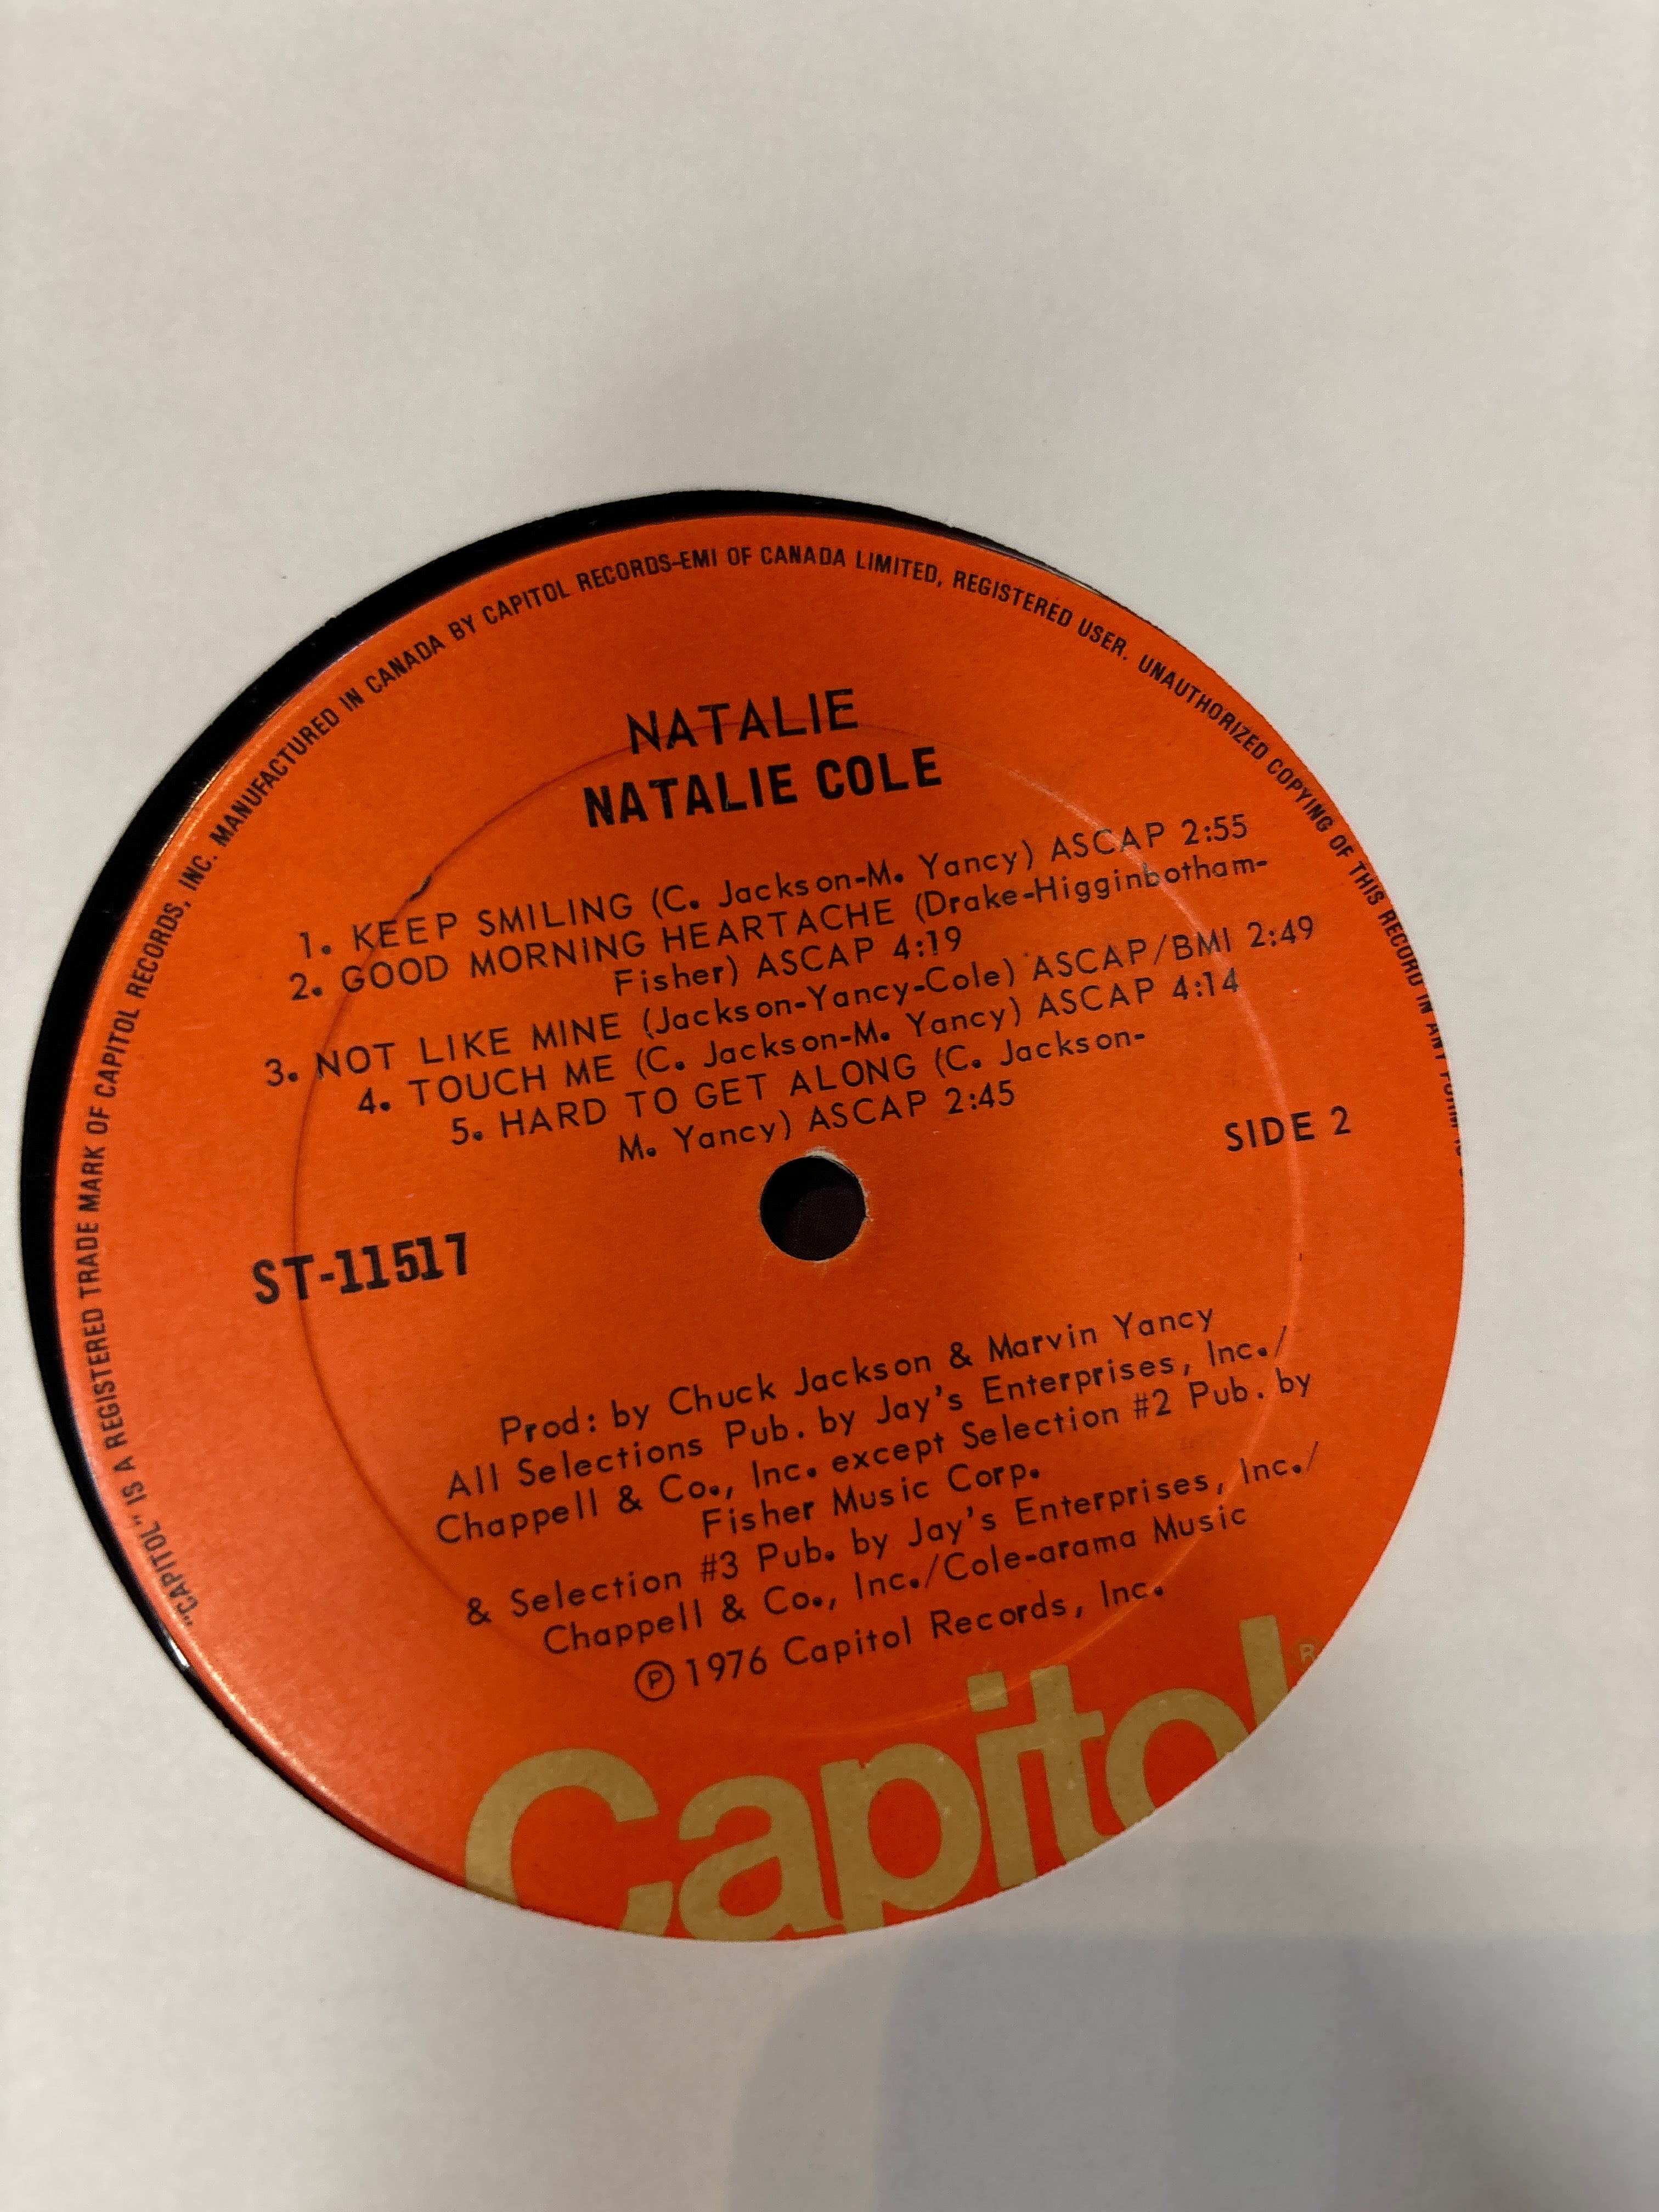 "CAPITOL" IS A REGISTERED TRADE MARK OF CAPITOL RECORDS, INC. MANUFACTURED IN CANADA BY CAPITOL RECORDS-EMI OF CANADA LIMITED, REGISTERED USER. UNAUTHORIZED COPYING OF THIS RECORD IN ANY FORM
NATALIE
NATALIE COLE
1. KEEP SMILING (C. Jackson-M. Yancy) ASCAP 2:55
2. GOOD MORNING HEARTACHE (Drake-Higginbotham-
Fisher) ASCAP 4:19
3. NOT LIKE MINE (Jackson-Yancy-Cole) ASCAP/BMI 2:49
4. TOUCH ME (C. Jackson-M. Yancy) ASCAP 4:14
5. HARD TO GET ALONG (C. Jackson-
M. Yancy) ASCAP 2:45
SIDE 2
ST-11517
Prod: by Chuck Jackson & Marvin Yancy
All Selections Pub. by Jay's Enterprises, Inc./
Chappell & Co., Inc. except Selection #2 Pub. by
Fisher Music Corp.
& Selection #3 Pub. by Jay's Enterprises, Inc./
Chappell & Co., Inc./Cole-arama Music
Ⓟ 1976 Capitol Records, Inc.
Capitol ®